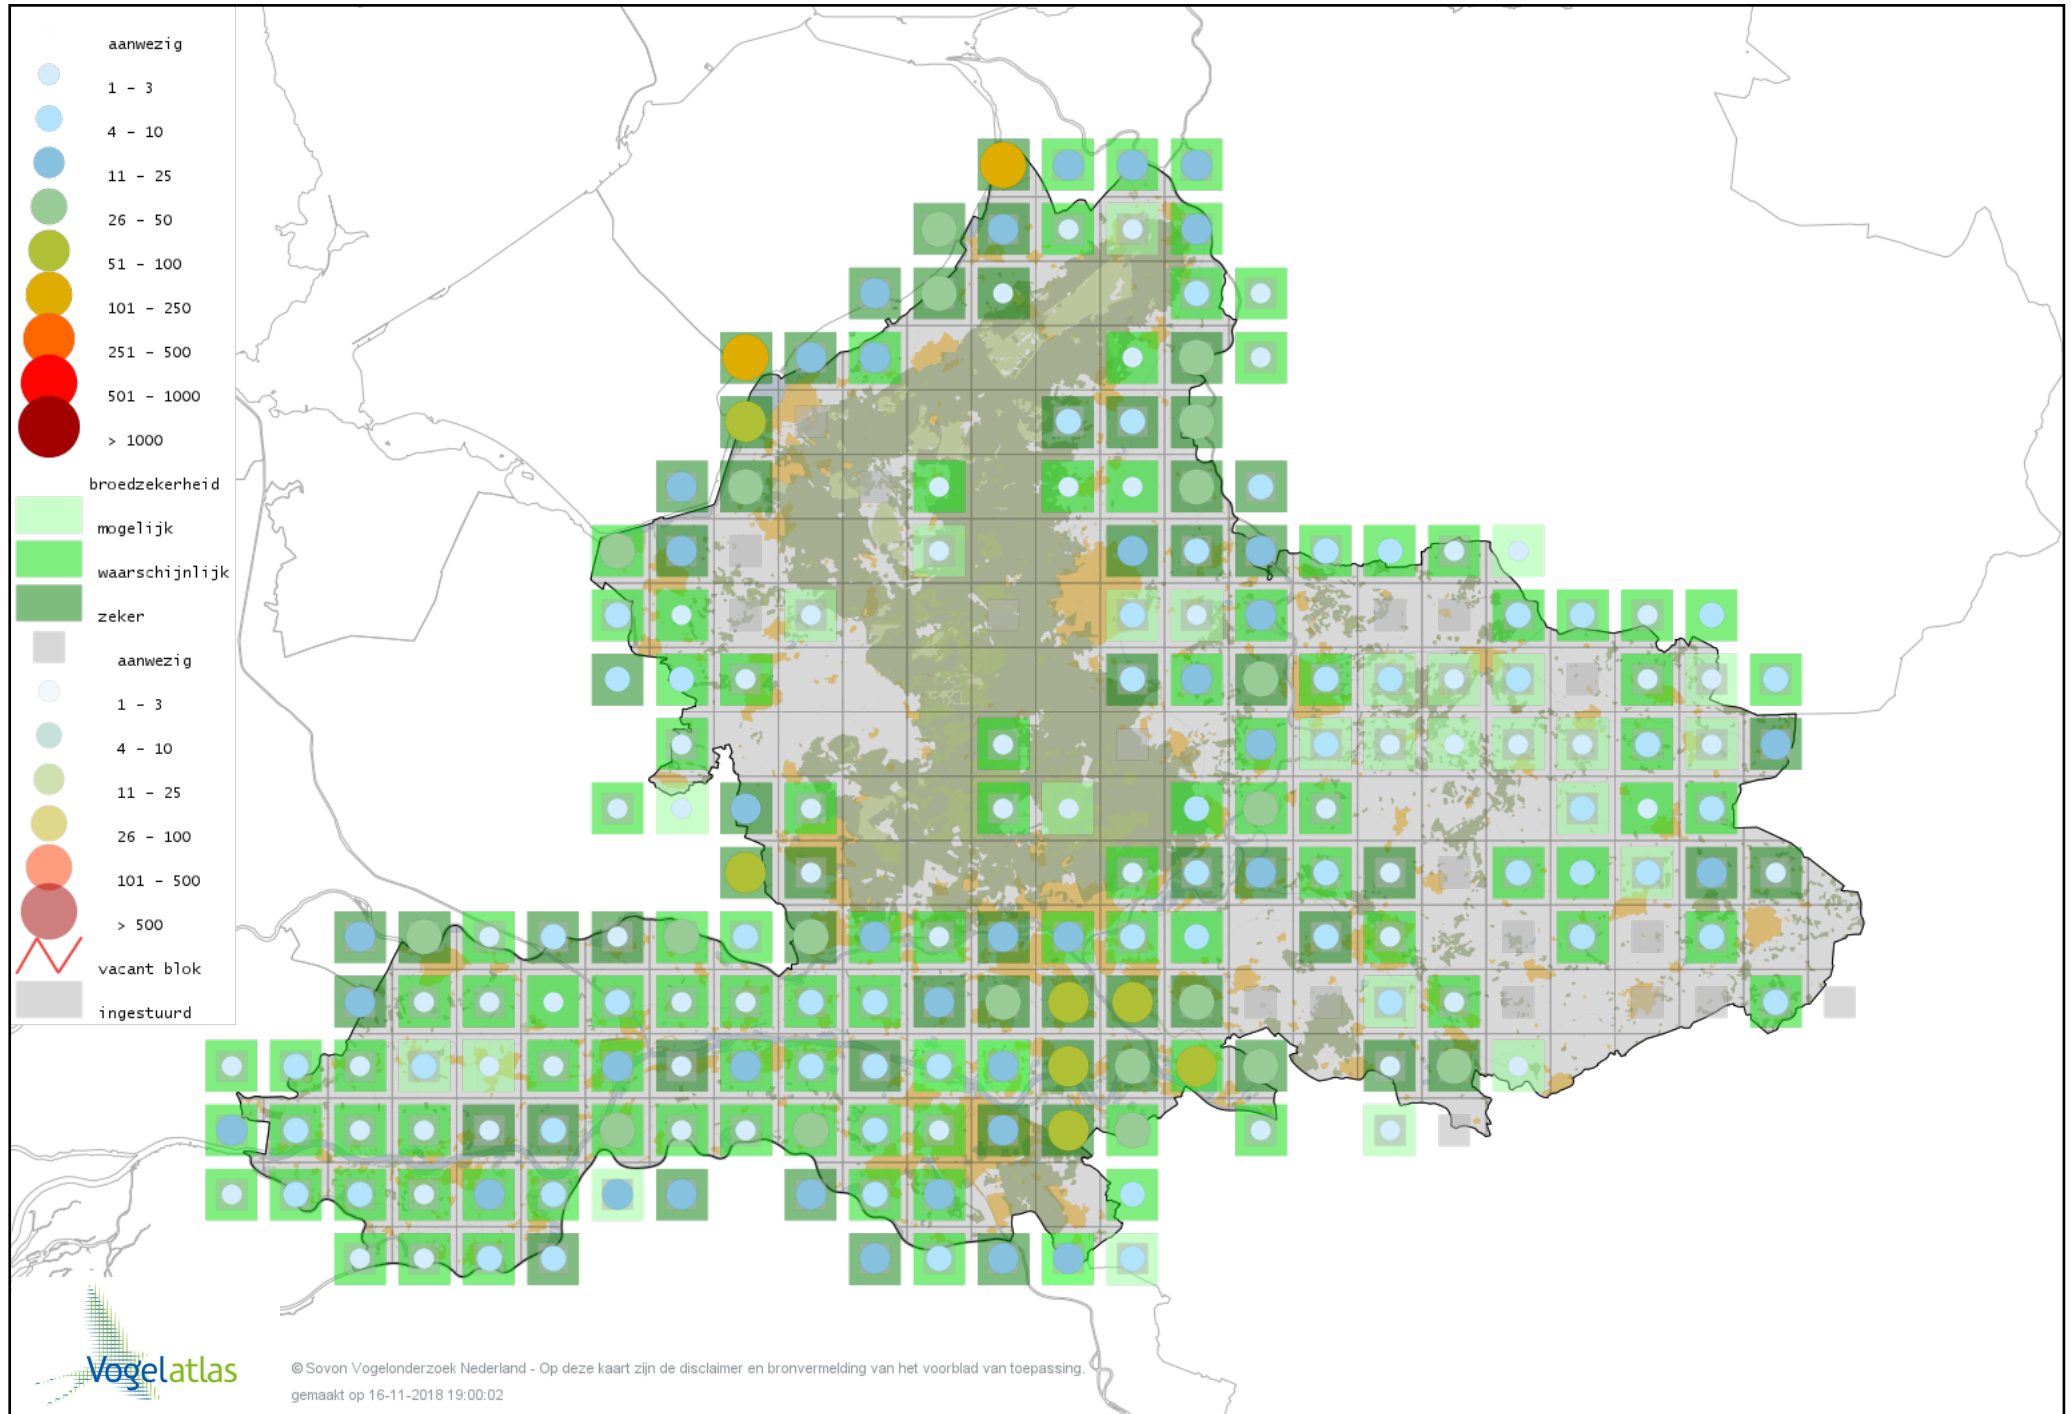 aanwezig
1 - 3
4 - 10
11 - 25
26 - 50
51 - 100
101 - 250
251 - 500
501 - 1000
> 1000
broedzekerheid
mogelijk
waarschijnlijk
zeker
aanwezig
1 - 3
4 - 10
11 - 25
26 - 100
101 - 500
> 500
vacant blok
ingestuurd
Vogelatlas
© Sovon Vogelonderzoek Nederland - Op deze kaart zijn de disclaimer en bronvermelding van het voorblad van toepassing.
gemaakt op 16-11-2018 19:00:02